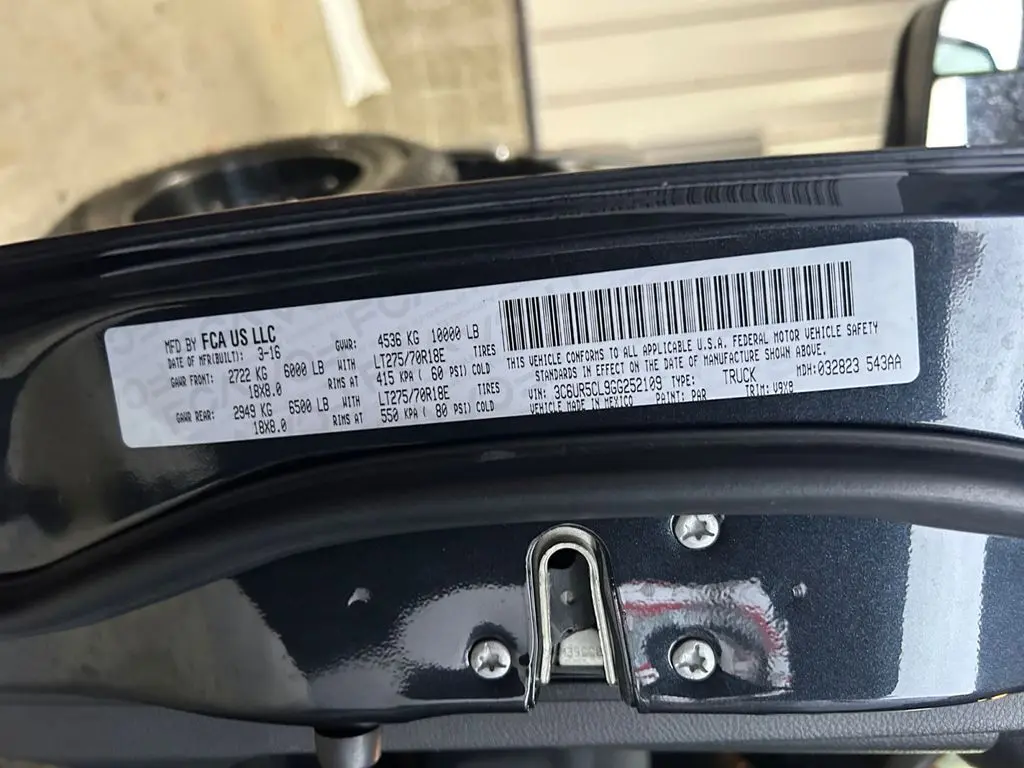 MFD BY FCA US LLC
DATE OF MFR(BUILT): 3-16 GVWR: 4536 KG 10000 LB
GAWR FRONT: 2722 KG 6000 LB WITH LT275/70R18E TIRES
18X8.0 RIMS AT 415 KPA ( 60 PSI) COLD
GAWR REAR: 2949 KG 6500 LB WITH LT275/70R18E TIRES
18X8.0 RIMS AT 550 KPA ( 80 PSI) COLD
THIS VEHICLE CONFORMS TO ALL APPLICABLE U.S.A. FEDERAL MOTOR VEHICLE SAFETY
STANDARDS IN EFFECT ON THE DATE OF MANUFACTURE SHOWN ABOVE.
MDH:032823 543AA
VIN: 3C6UR5CL9GG252109 TYPE: TRUCK
VEHICLE MADE IN MEXICO PAINT: PAR TRIM: V9X8